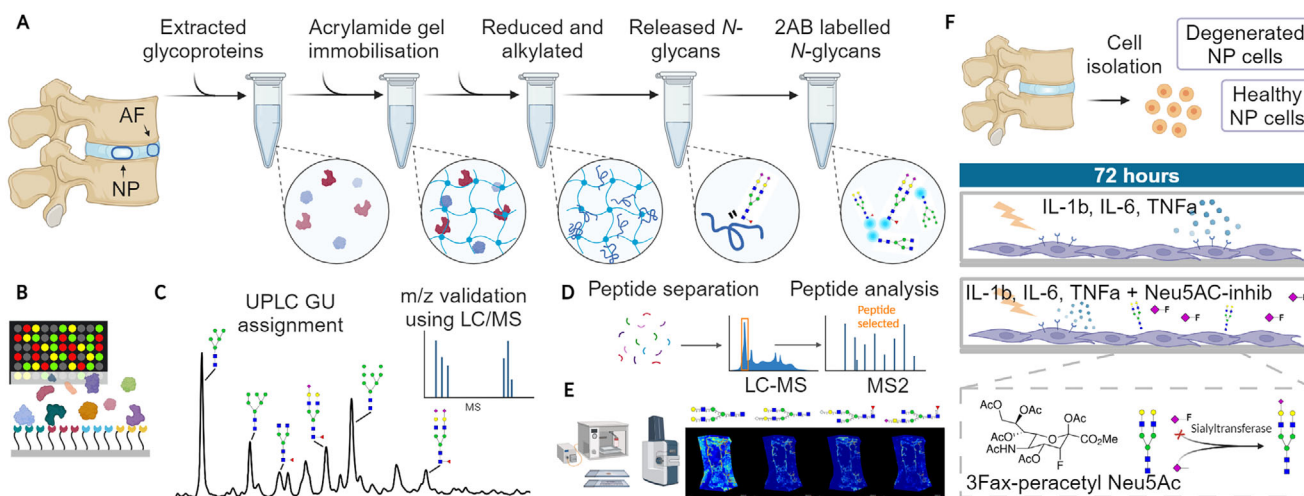 A
Extracted
glycoproteins
Acrylamide gel
immobilisation
Reduced and
alkylated
Released N-
glycans
2AB labelled
N-glycans
AF
NP
B
C
UPLC GU
assignment
m/z validation
using LC/MS
MS
D
Peptide separation
Peptide analysis
Peptide
selected
LC-MS
MS2
E
F
Cell
isolation
Degenerated
NP cells
Healthy
NP cells
72 hours
IL-1b, IL-6, TNFa
IL-1b, IL-6, TNFa + Neu5AC-inhib
F
F
F
AcO
OAc
OAc
AcO
CO₂Me
AcHN
O
AcO
F
3Fax-peracetyl Neu5Ac
F
Sialyltransferase